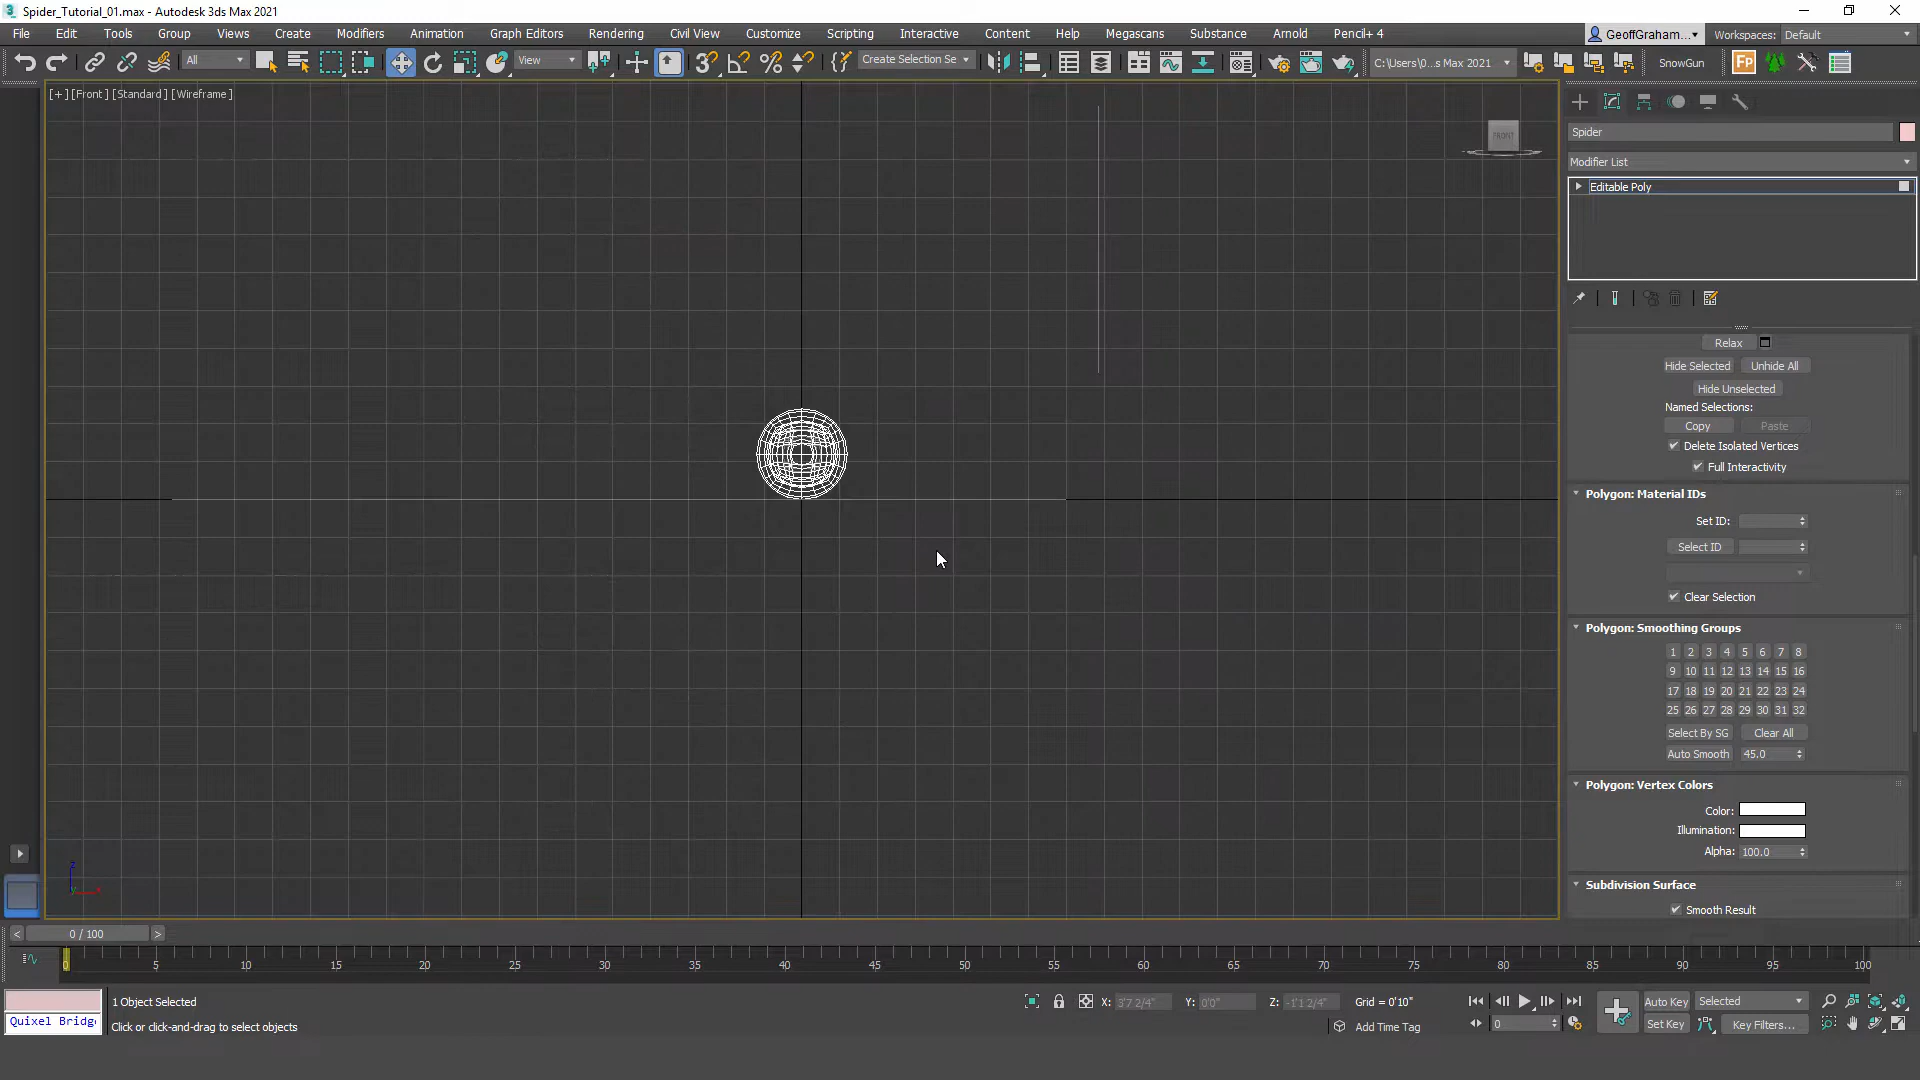 Spider_Tutorial_01.max - Autodesk 3ds Max 2021
File Edit Tools Group Views Create Modifiers Animation Graph Editors Rendering Civil View Customize Scripting Interactive Content Help Megascans Substance Arnold Pencil+ 4 GeoffGraham... Workspaces: Default
All View Create Selection Se C:\Users\0...s Max 2021 SnowGun
[+] [Front] [Standard] [Wireframe]
FRONT
Spider
Modifier List
Editable Poly
Relax
Hide Selected Unhide All
Hide Unselected
Named Selections:
Copy Paste
Delete Isolated Vertices
Full Interactivity
Polygon: Material IDs
Set ID:
Select ID
Clear Selection
Polygon: Smoothing Groups
1 2 3 4 5 6 7 8
9 10 11 12 13 14 15 16
17 18 19 20 21 22 23 24
25 26 27 28 29 30 31 32
Select By SG Clear All
Auto Smooth 45.0
Polygon: Vertex Colors
Color:
Illumination:
Alpha: 100.0
Subdivision Surface
Smooth Result
z
y x
< 0 / 100 >
0 5 10 15 20 25 30 35 40 45 50 55 60 65 70 75 80 85 90 95 100
1 Object Selected X: 3'7 2/4" Y: 0'0" Z: -1'1 2/4" Grid = 0'10" Auto Key Selected
Quixel Bridg Click or click-and-drag to select objects Add Time Tag 0 Set Key Key Filters...